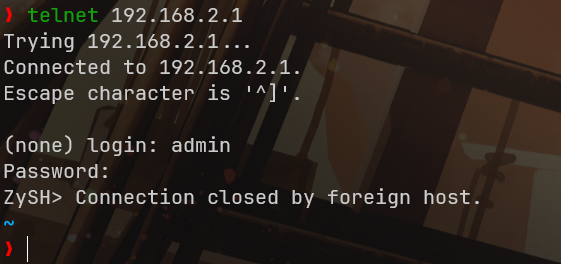 ❯ telnet 192.168.2.1
Trying 192.168.2.1...
Connected to 192.168.2.1.
Escape character is '^]'.
(none) login: admin
Password:
ZySH> Connection closed by foreign host.
~
❯